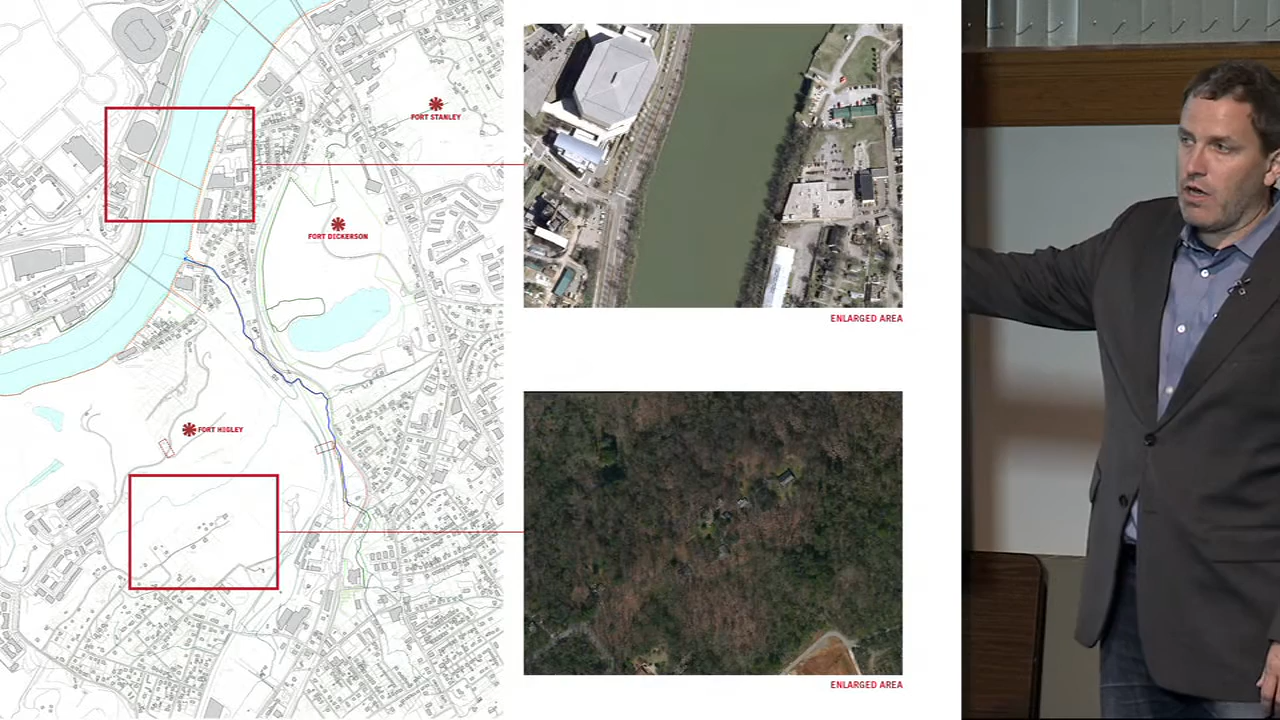 FORT STANLEY
FORT DICKERSON
ENLARGED AREA
FORT HIGLEY
ENLARGED AREA